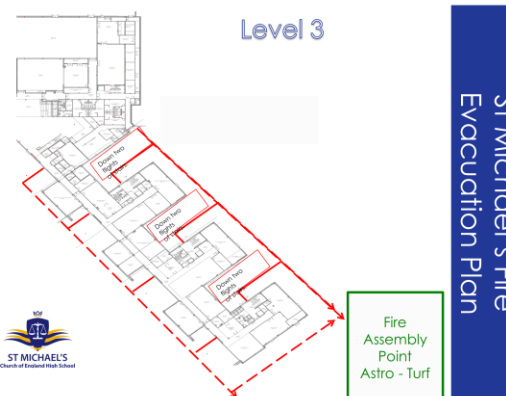 Level 3
St Michael's Fire
Evacuation Plan
Down two
flights
Down two
flights
Down two
flights
Fire
Assembly
Point
Astro - Turf
ST MICHAEL'S
Church of England High School